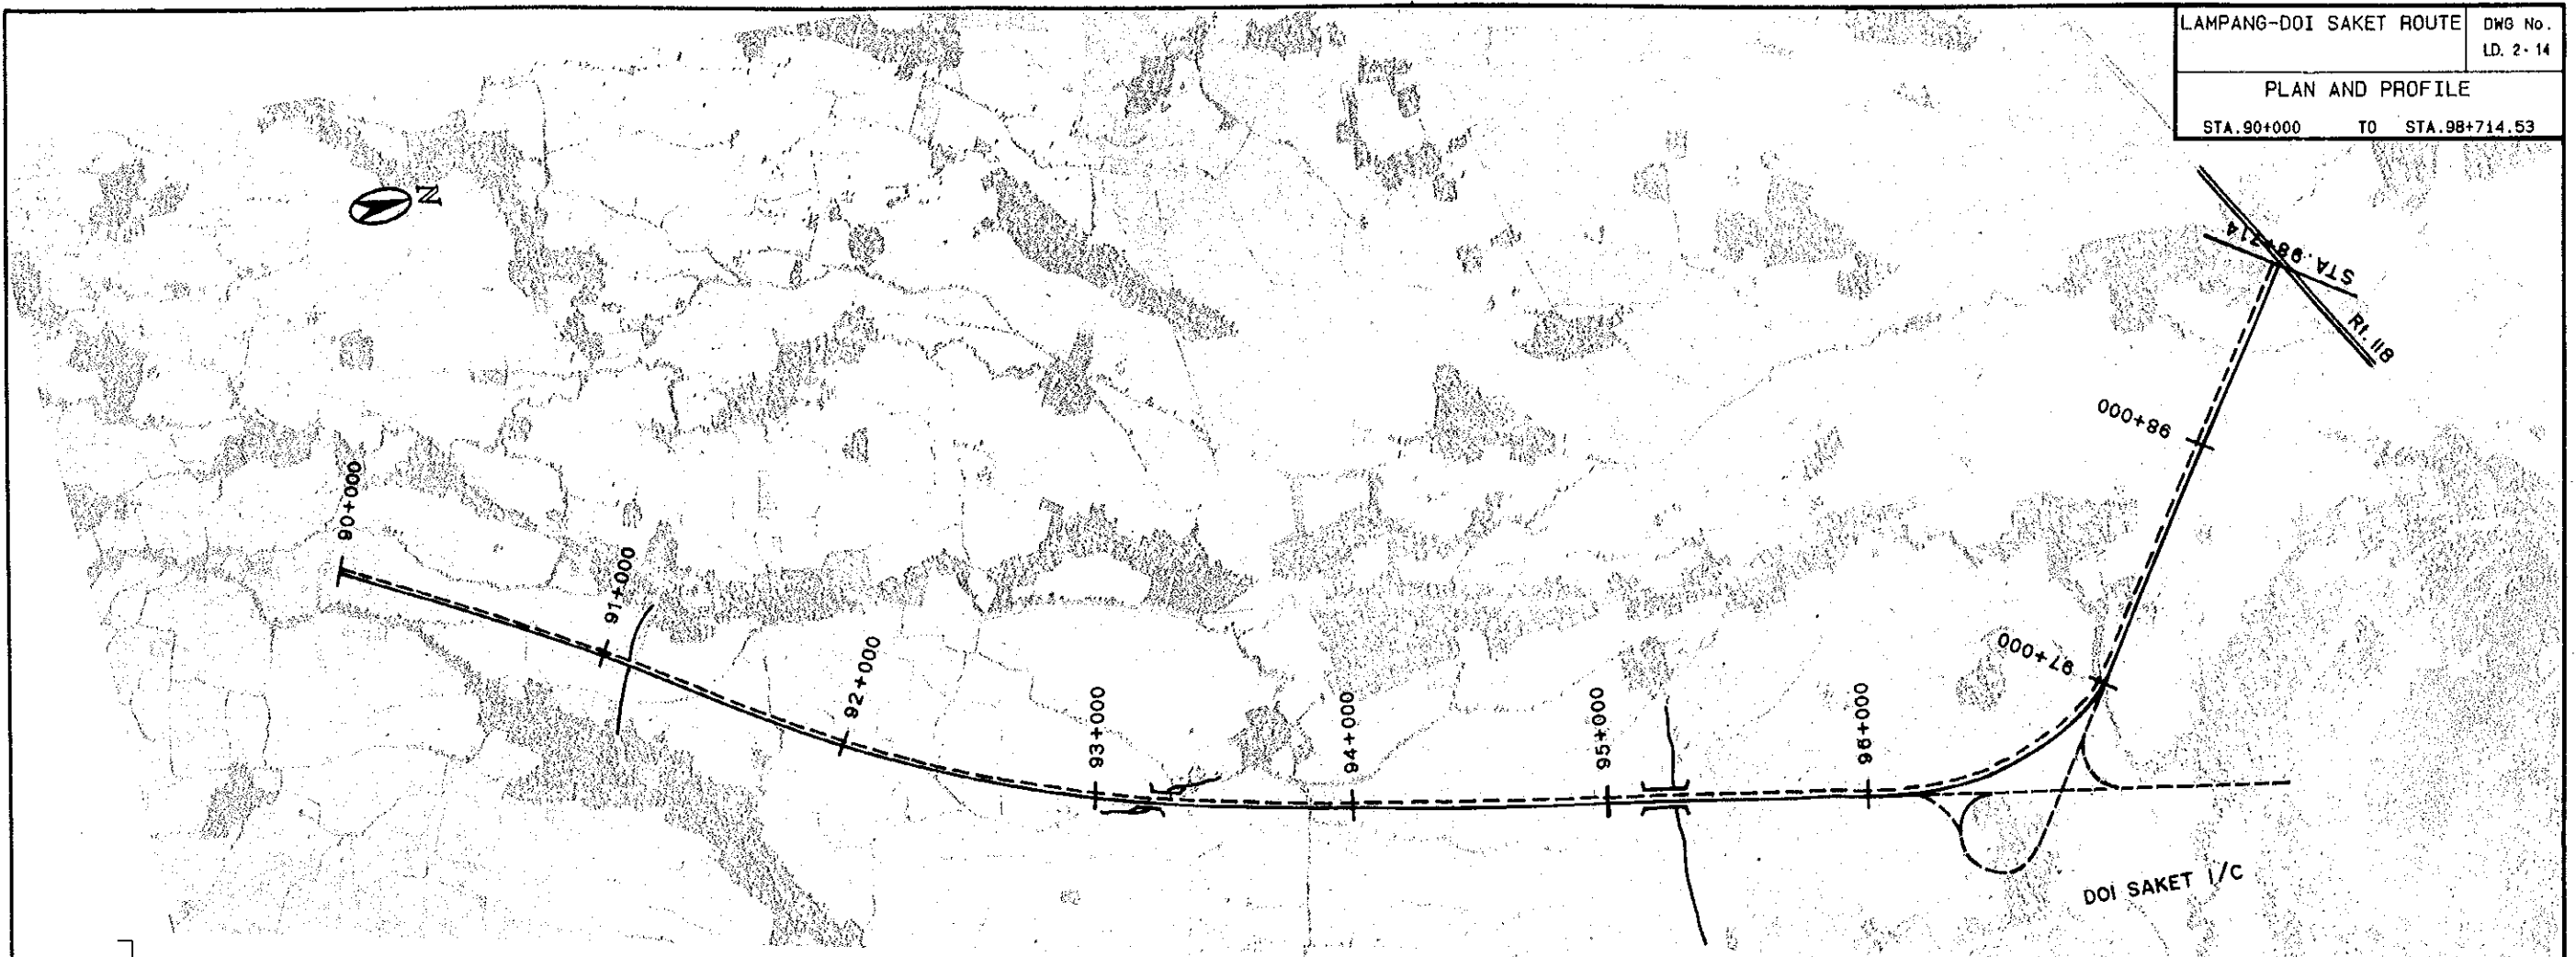 LAMPANG-DOI SAKET ROUTE
DWG No.
LD. 2-14
PLAN AND PROFILE
STA.90+000 TO STA.98+714.53
N
STA.98+714
Rt.118
98+000
90+000
91+000
97+000
92+000
93+000
94+000
95+000
96+000
DOI SAKET I/C